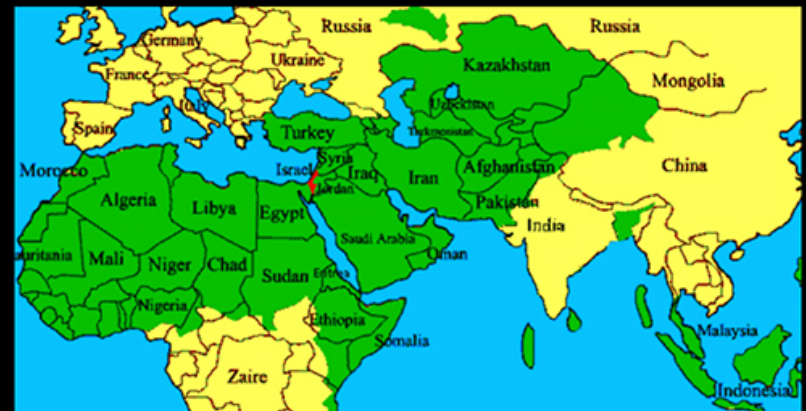 Russia
Russia
Germany
Ukraine
France
Kazakhstan
Mongolia
Italy
Uzbekistan
Spain
Turkey
Turkmenistan
Morocco
Israel
Syria
Iraq
Iran
Afghanistan
China
Algeria
Libya
Egypt
Jordan
Pakistan
India
Saudi Arabia
Oman
auritania
Mali
Niger
Chad
Sudan
Eritrea
Nigeria
Ethiopia
Somalia
Malaysia
Zaire
Indonesia